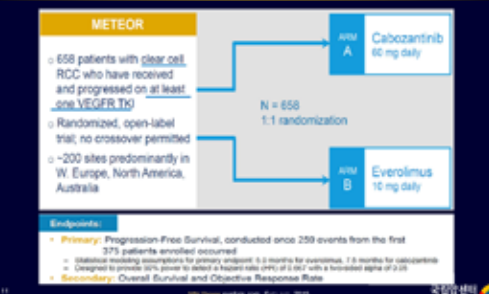 METEOR
658 patients with clear cell
RCC who have received
and progressed on at least
one VEGFR TKI
Randomized, open-label
trial; no crossover permitted
~200 sites predominantly in
W. Europe, North America,
Australia
N = 658
1:1 randomization
ARM
A
Cabozantinib
60 mg daily
ARM
B
Everolimus
10 mg daily
Endpoints:
Primary: Progression-Free Survival, conducted once 259 events from the first
375 patients enrolled occurred
Statistical modeling assumptions for primary endpoint: 5.0 months for everolimus, 7.5 months for cabozantinib
Designed to provide 90% power to detect a hazard ratio (HR) of 0.667 with a two-sided alpha of 0.05
Secondary: Overall Survival and Objective Response Rate
국립암센터